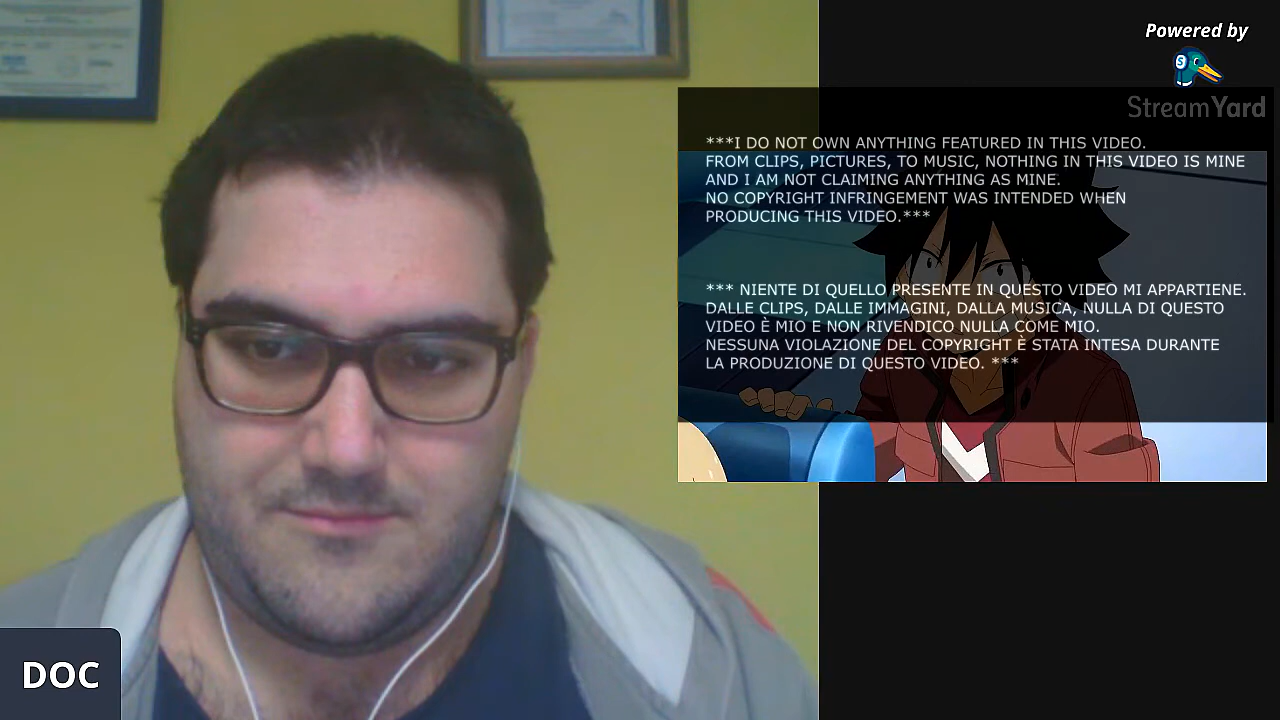 Powered by
StreamYard
***I DO NOT OWN ANYTHING FEATURED IN THIS VIDEO.
FROM CLIPS, PICTURES, TO MUSIC, NOTHING IN THIS VIDEO IS MINE
AND I AM NOT CLAIMING ANYTHING AS MINE.
NO COPYRIGHT INFRINGEMENT WAS INTENDED WHEN
PRODUCING THIS VIDEO.***
*** NIENTE DI QUELLO PRESENTE IN QUESTO VIDEO MI APPARTIENE.
DALLE CLIPS, DALLE IMMAGINI, DALLA MUSICA, NULLA DI QUESTO
VIDEO È MIO E NON RIVENDICO NULLA COME MIO.
NESSUNA VIOLAZIONE DEL COPYRIGHT È STATA INTESA DURANTE
LA PRODUZIONE DI QUESTO VIDEO. ***
DOC